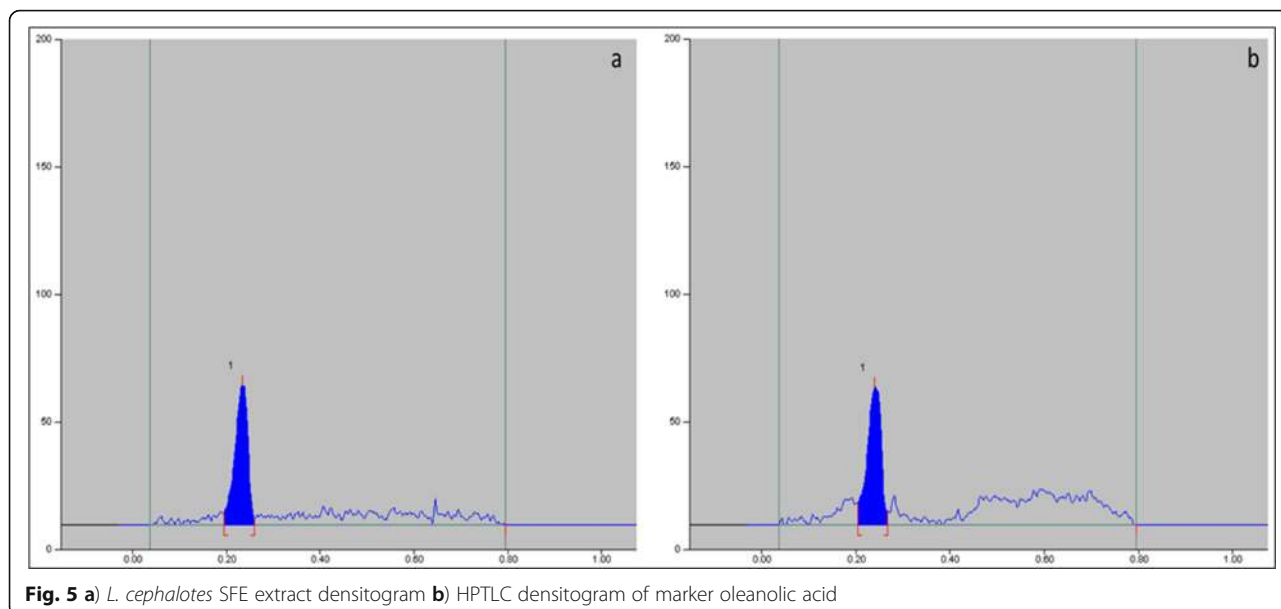 200
150
100
50
0
0.00 0.20 0.40 0.60 0.80 1.00
a
1
200
150
100
50
0
0.00 0.20 0.40 0.60 0.80 1.00
b
1
Fig. 5 a) L. cephalotes SFE extract densitogram b) HPTLC densitogram of marker oleanolic acid